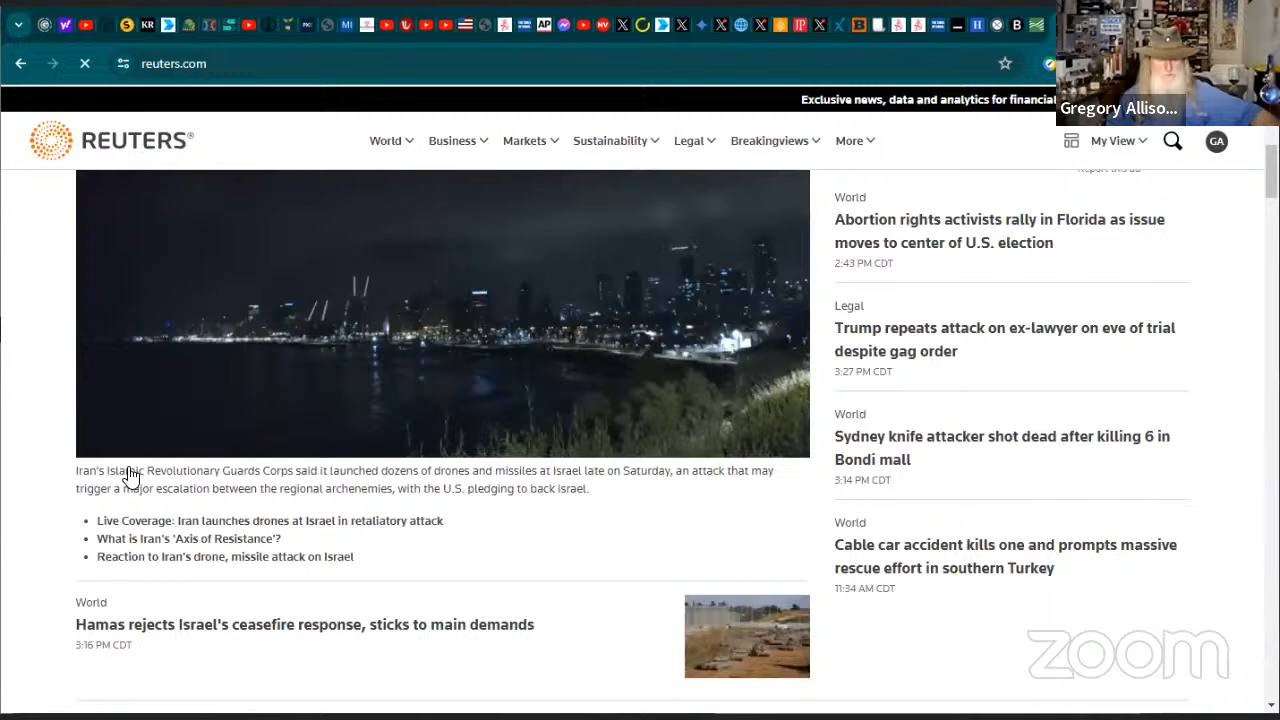 reuters.com
Exclusive news, data and analytics for financial
Gregory Alliso...
REUTERS®
World
Business
Markets
Sustainability
Legal
Breakingviews
More
My View
GA
Report this ad
World
Abortion rights activists rally in Florida as issue
moves to center of U.S. election
2:43 PM CDT
Legal
Trump repeats attack on ex-lawyer on eve of trial
despite gag order
3:27 PM CDT
World
Sydney knife attacker shot dead after killing 6 in
Bondi mall
3:14 PM CDT
World
Cable car accident kills one and prompts massive
rescue effort in southern Turkey
11:34 AM CDT
Iran's Islamic Revolutionary Guards Corps said it launched dozens of drones and missiles at Israel late on Saturday, an attack that may
trigger a major escalation between the regional archenemies, with the U.S. pledging to back Israel.
Live Coverage: Iran launches drones at Israel in retaliatory attack
What is Iran's 'Axis of Resistance'?
Reaction to Iran's drone, missile attack on Israel
World
Hamas rejects Israel's ceasefire response, sticks to main demands
3:16 PM CDT
zoom